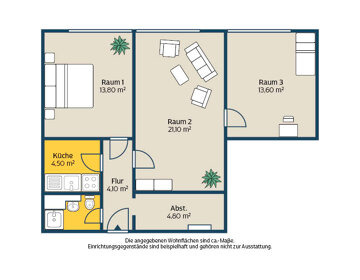 Raum 1
13,80 m²
Raum 2
21,10 m²
Raum 3
13,60 m²
Küche
4,50 m²
Flur
4,10 m²
Abst.
4,60 m²
Die angegebenen Wohnflächen sind ca.-Maße.
Einrichtungsgegenstände sind beispielhaft und gehören nicht zur Ausstattung.